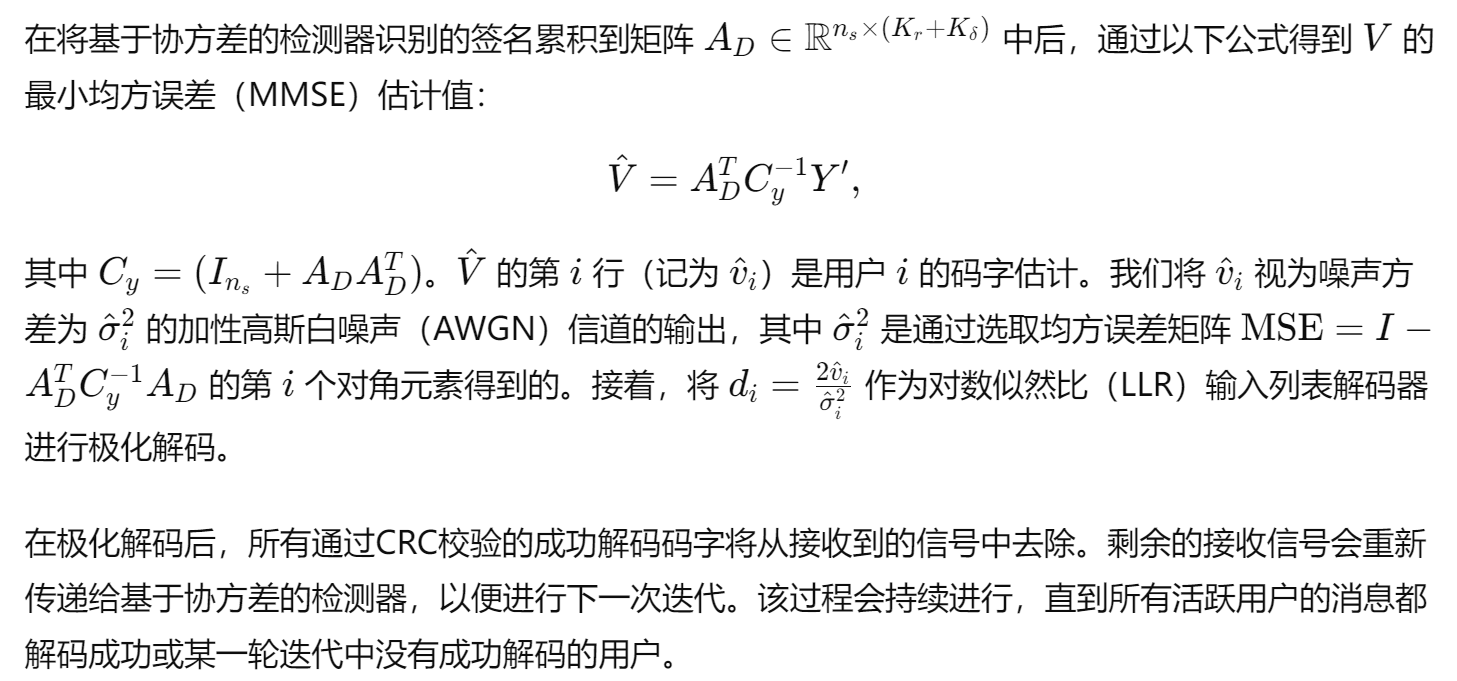 在将基于协方差的检测器识别的签名累积到矩阵 $A_D \in \mathbb{R}^{n_s \times (K_r + K_\delta)}$ 中后，通过以下公式得到 $V$ 的
最小均方误差（MMSE）估计值：
$\hat{V} = A_D^T C_y^{-1} Y',$
其中 $C_y = (I_{n_s} + A_D A_D^T)$。$\hat{V}$ 的第 $i$ 行（记为 $\hat{v}_i$）是用户 $i$ 的码字估计。我们将 $\hat{v}_i$ 视为噪声方
差为 $\hat{\sigma}_i^2$ 的加性高斯白噪声（AWGN）信道的输出，其中 $\hat{\sigma}_i^2$ 是通过选取均方误差矩阵 $\mathrm{MSE} = I -$
$A_D^T C_y^{-1} A_D$ 的第 $i$ 个对角元素得到的。接着，将 $d_i = \frac{2\hat{v}_i}{\hat{\sigma}_i^2}$ 作为对数似然比（LLR）输入列表解码器
进行极化解码。
在极化解码后，所有通过CRC校验的成功解码码字将从接收到的信号中去除。剩余的接收信号会重新
传递给基于协方差的检测器，以便进行下一次迭代。该过程会持续进行，直到所有活跃用户的消息都
解码成功或某一轮迭代中没有成功解码的用户。